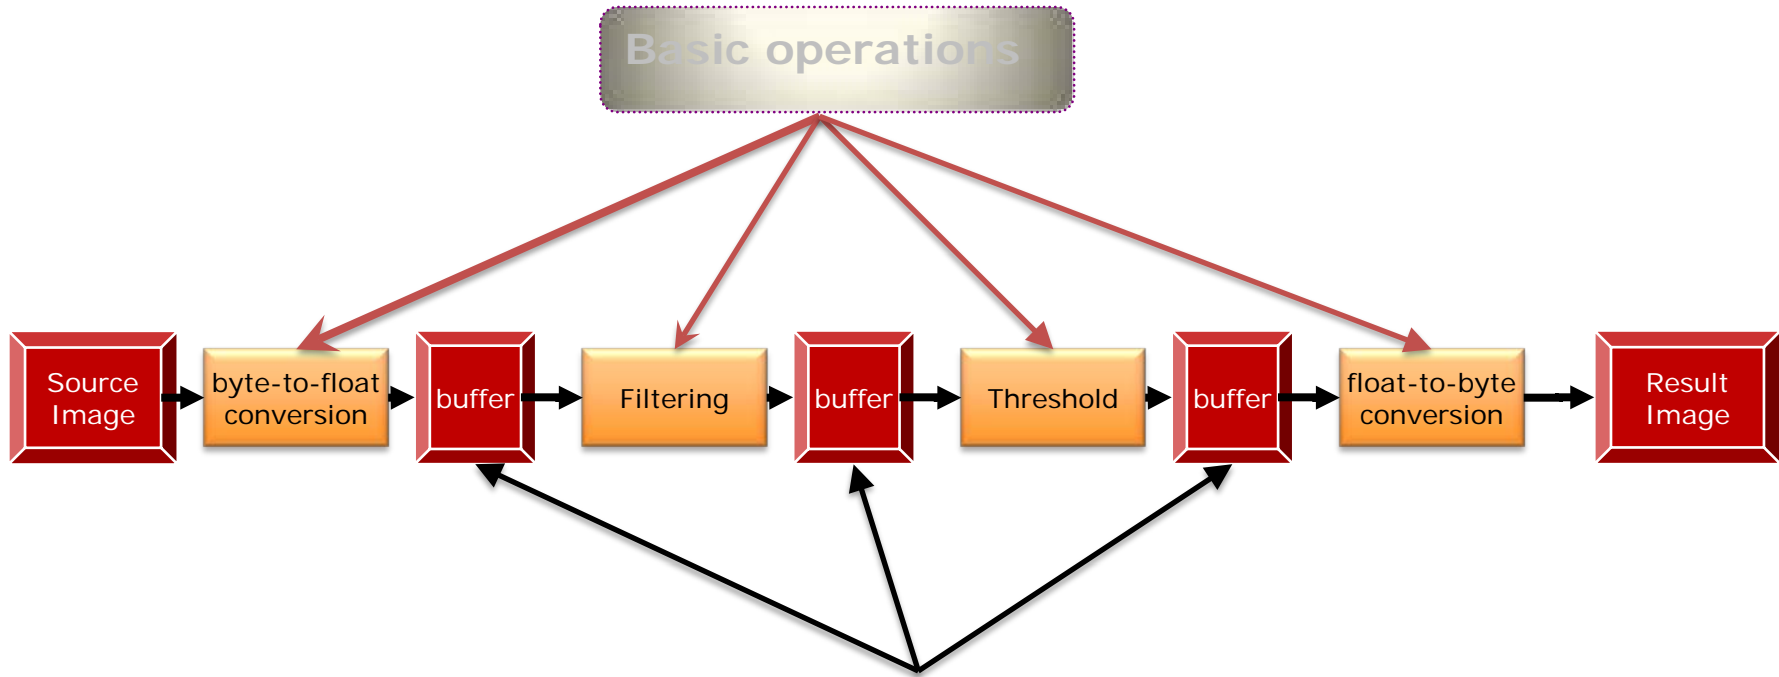 Basic operations
Source
Image
byte-to-float
conversion
buffer
Filtering
buffer
Threshold
buffer
float-to-byte
conversion
Result
Image